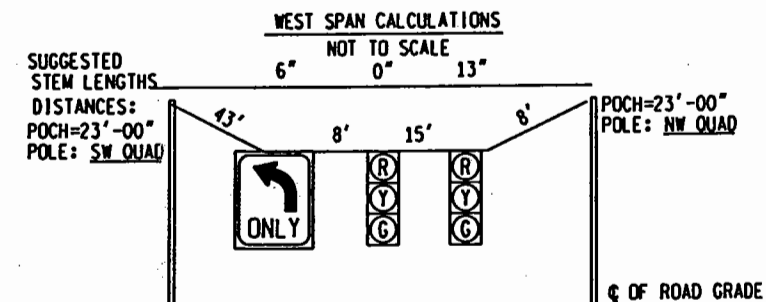 WEST SPAN CALCULATIONS
NOT TO SCALE
SUGGESTED
STEM LENGTHS
6" 0" 13"
DISTANCES:
POCH=23'-00"
POLE: SW QUAD
43' 8' 15' 8'
POCH=23'-00"
POLE: NW QUAD
R R
Y Y
G G
ONLY
℄ OF ROAD GRADE